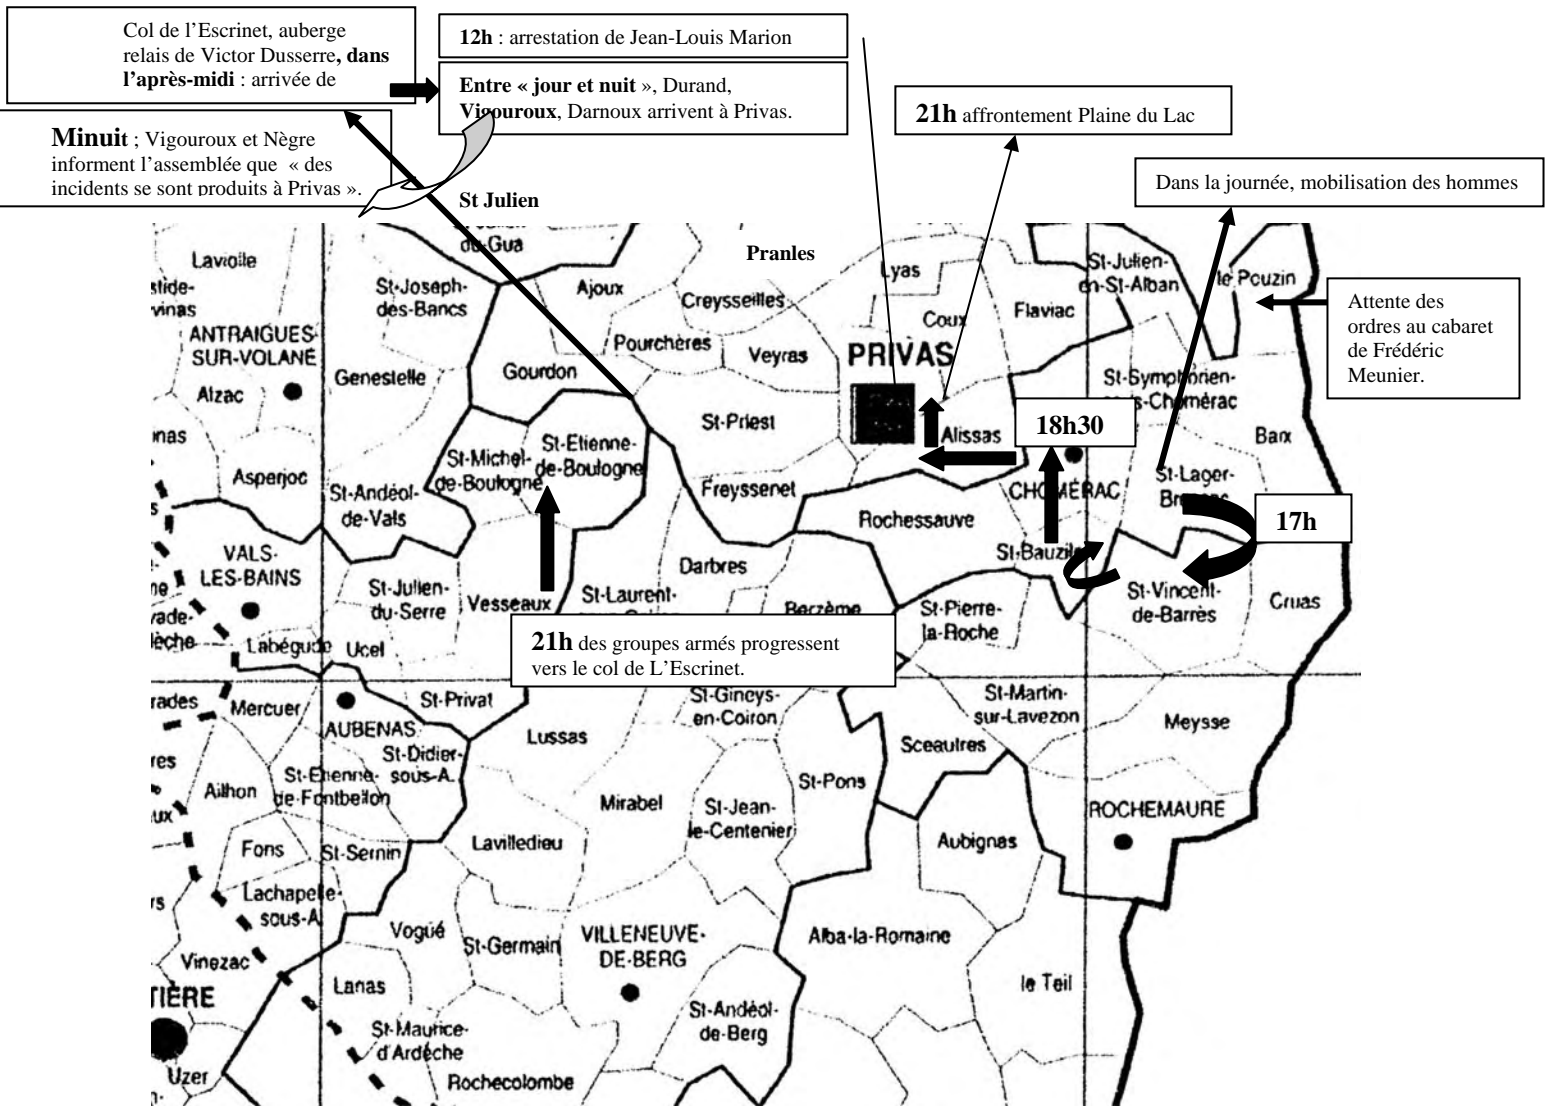 Col de l'Escrinet, auberge
relais de Victor Dusserre, dans
l'après-midi : arrivée de
12h : arrestation de Jean-Louis Marion
Entre « jour et nuit », Durand,
Vigouroux, Darnoux arrivent à Privas.
21h affrontement Plaine du Lac
Minuit ; Vigouroux et Nègre
informent l'assemblée que « des
incidents se sont produits à Privas ».
Dans la journée, mobilisation des hommes
Attente des
ordres au cabaret
de Frédéric
Meunier.
St Julien
du-Gua
Pranles
Laviolle
stide-
vinas
St-Joseph-
des-Bancs
Ajoux
Creysseilles
Lyas
St-Julien-
en-St-Alban
le Pouzin
Coux
Flaviac
ANTRAIGUES-
SUR-VOLANE
Pourchères
Veyras
PRIVAS
Genestelle
Gourdon
Alzac
St-Symphorien-
Chomérac
St-Priest
Alissas
18h30
Baix
St-Etienne-
de-Boulogne
St-Michel-
de-Boulogne
Asperjoc
St-Andéol-
de-Vals
Freyssenet
CHOMÉRAC
St-Lager-
17h
Rochessauve
VALS-
LES-BAINS
St-Bauzile
Darbres
St-Julien-
du-Serre
Vesseaux
St-Laurent-
Berzème
St-Pierre-
la-Roche
St-Vincent-
de-Barrès
Cruas
vade-
lèche
Labégude
Ucel
21h des groupes armés progressent
vers le col de L'Escrinet.
rades
Mercuer
St-Privat
St-Gineys-
en-Coiron
St-Martin-
sur-Lavezon
Meysse
AUBENAS
Lussas
Sceautres
St-Didier-
sous-A.
Ailhon
St-Etienne-
de-Fontbellon
Mirabel
St-Jean-
le-Centenier
St-Pons
ROCHEMAURE
Fons
St-Sernin
Lavilledieu
Aubignas
Lachapelle-
sous-A
Vogüé
St-Germain
VILLENEUVE-
DE-BERG
Alba-la-Romaine
Vinezac
Lanas
le Teil
TIÈRE
St-Andéol-
de-Berg
St-Maurice-
d'Ardèche
Uzer
Rochecolombe